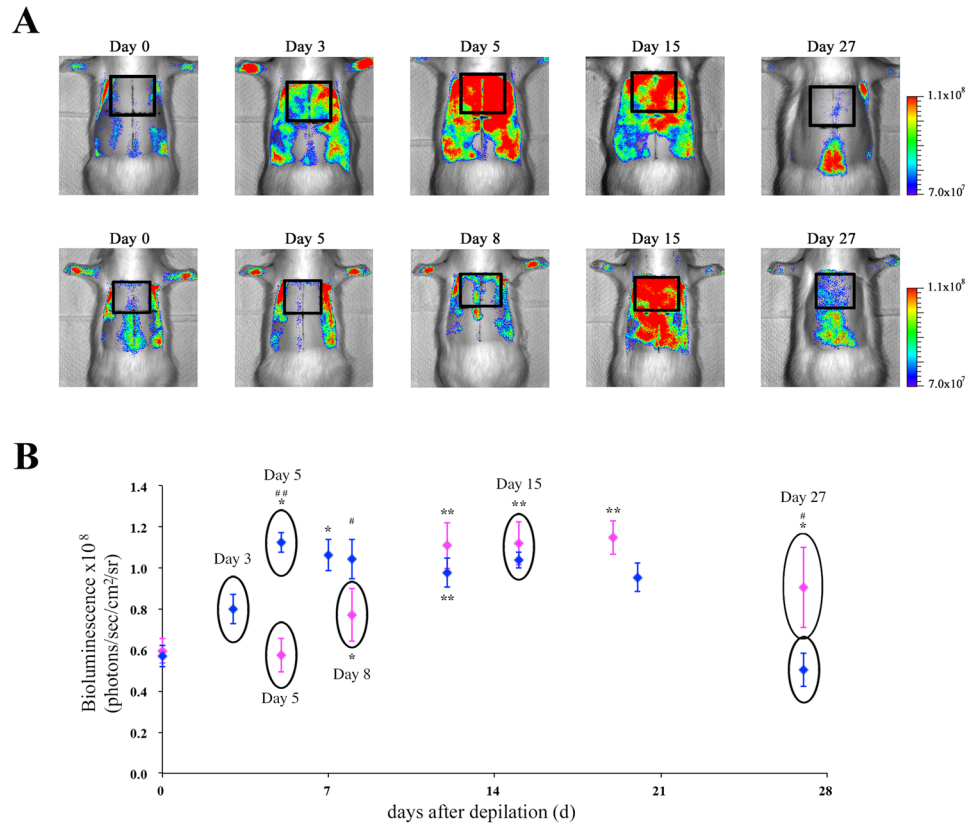 A
Day 0 Day 3 Day 5 Day 15 Day 27
1.1x10⁸
7.0x10⁷
Day 0 Day 5 Day 8 Day 15 Day 27
1.1x10⁸
7.0x10⁷
B
Bioluminescence x10⁸
(photons/sec/cm²/sr)
1.4
1.2
1.0
0.8
0.6
0.4
0.2
0.0
Day 3
Day 5
##
*
Day 5
*
#
*
Day 8
**
**
Day 15
**
**
Day 27
#
*
0 7 14 21 28
days after depilation (d)